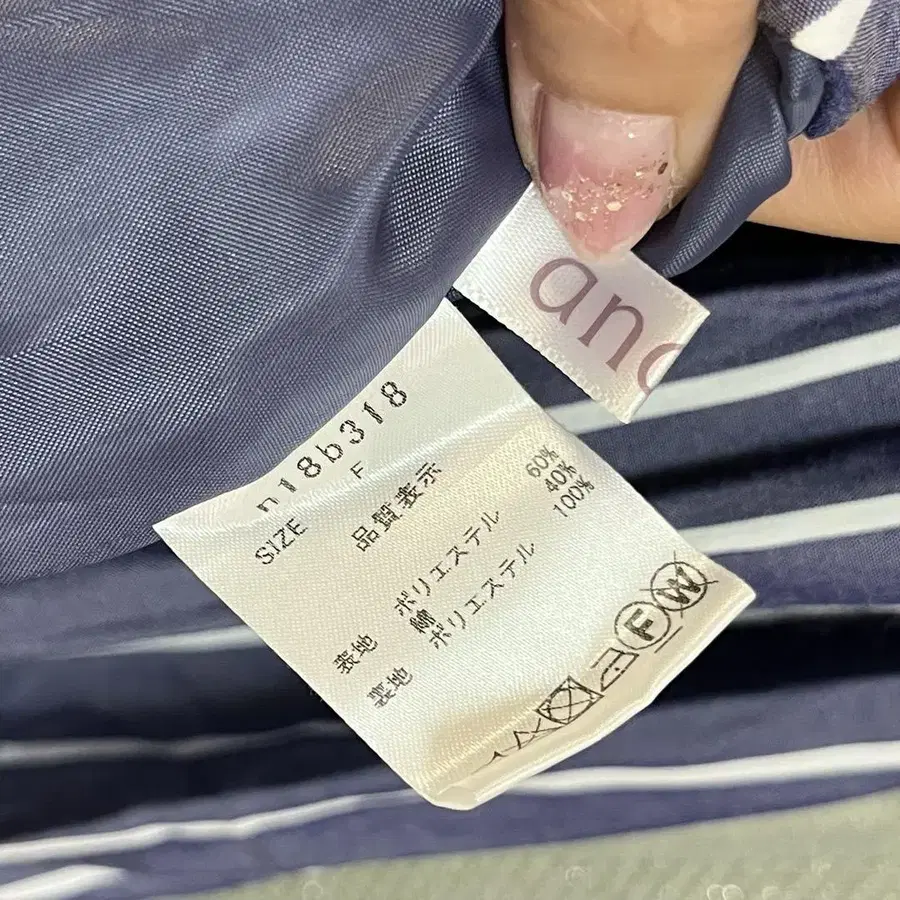 an
n18b318
SIZE F
品質表示
表地 ポリエステル 60%
綿 40%
裏地 ポリエステル 100%
F W